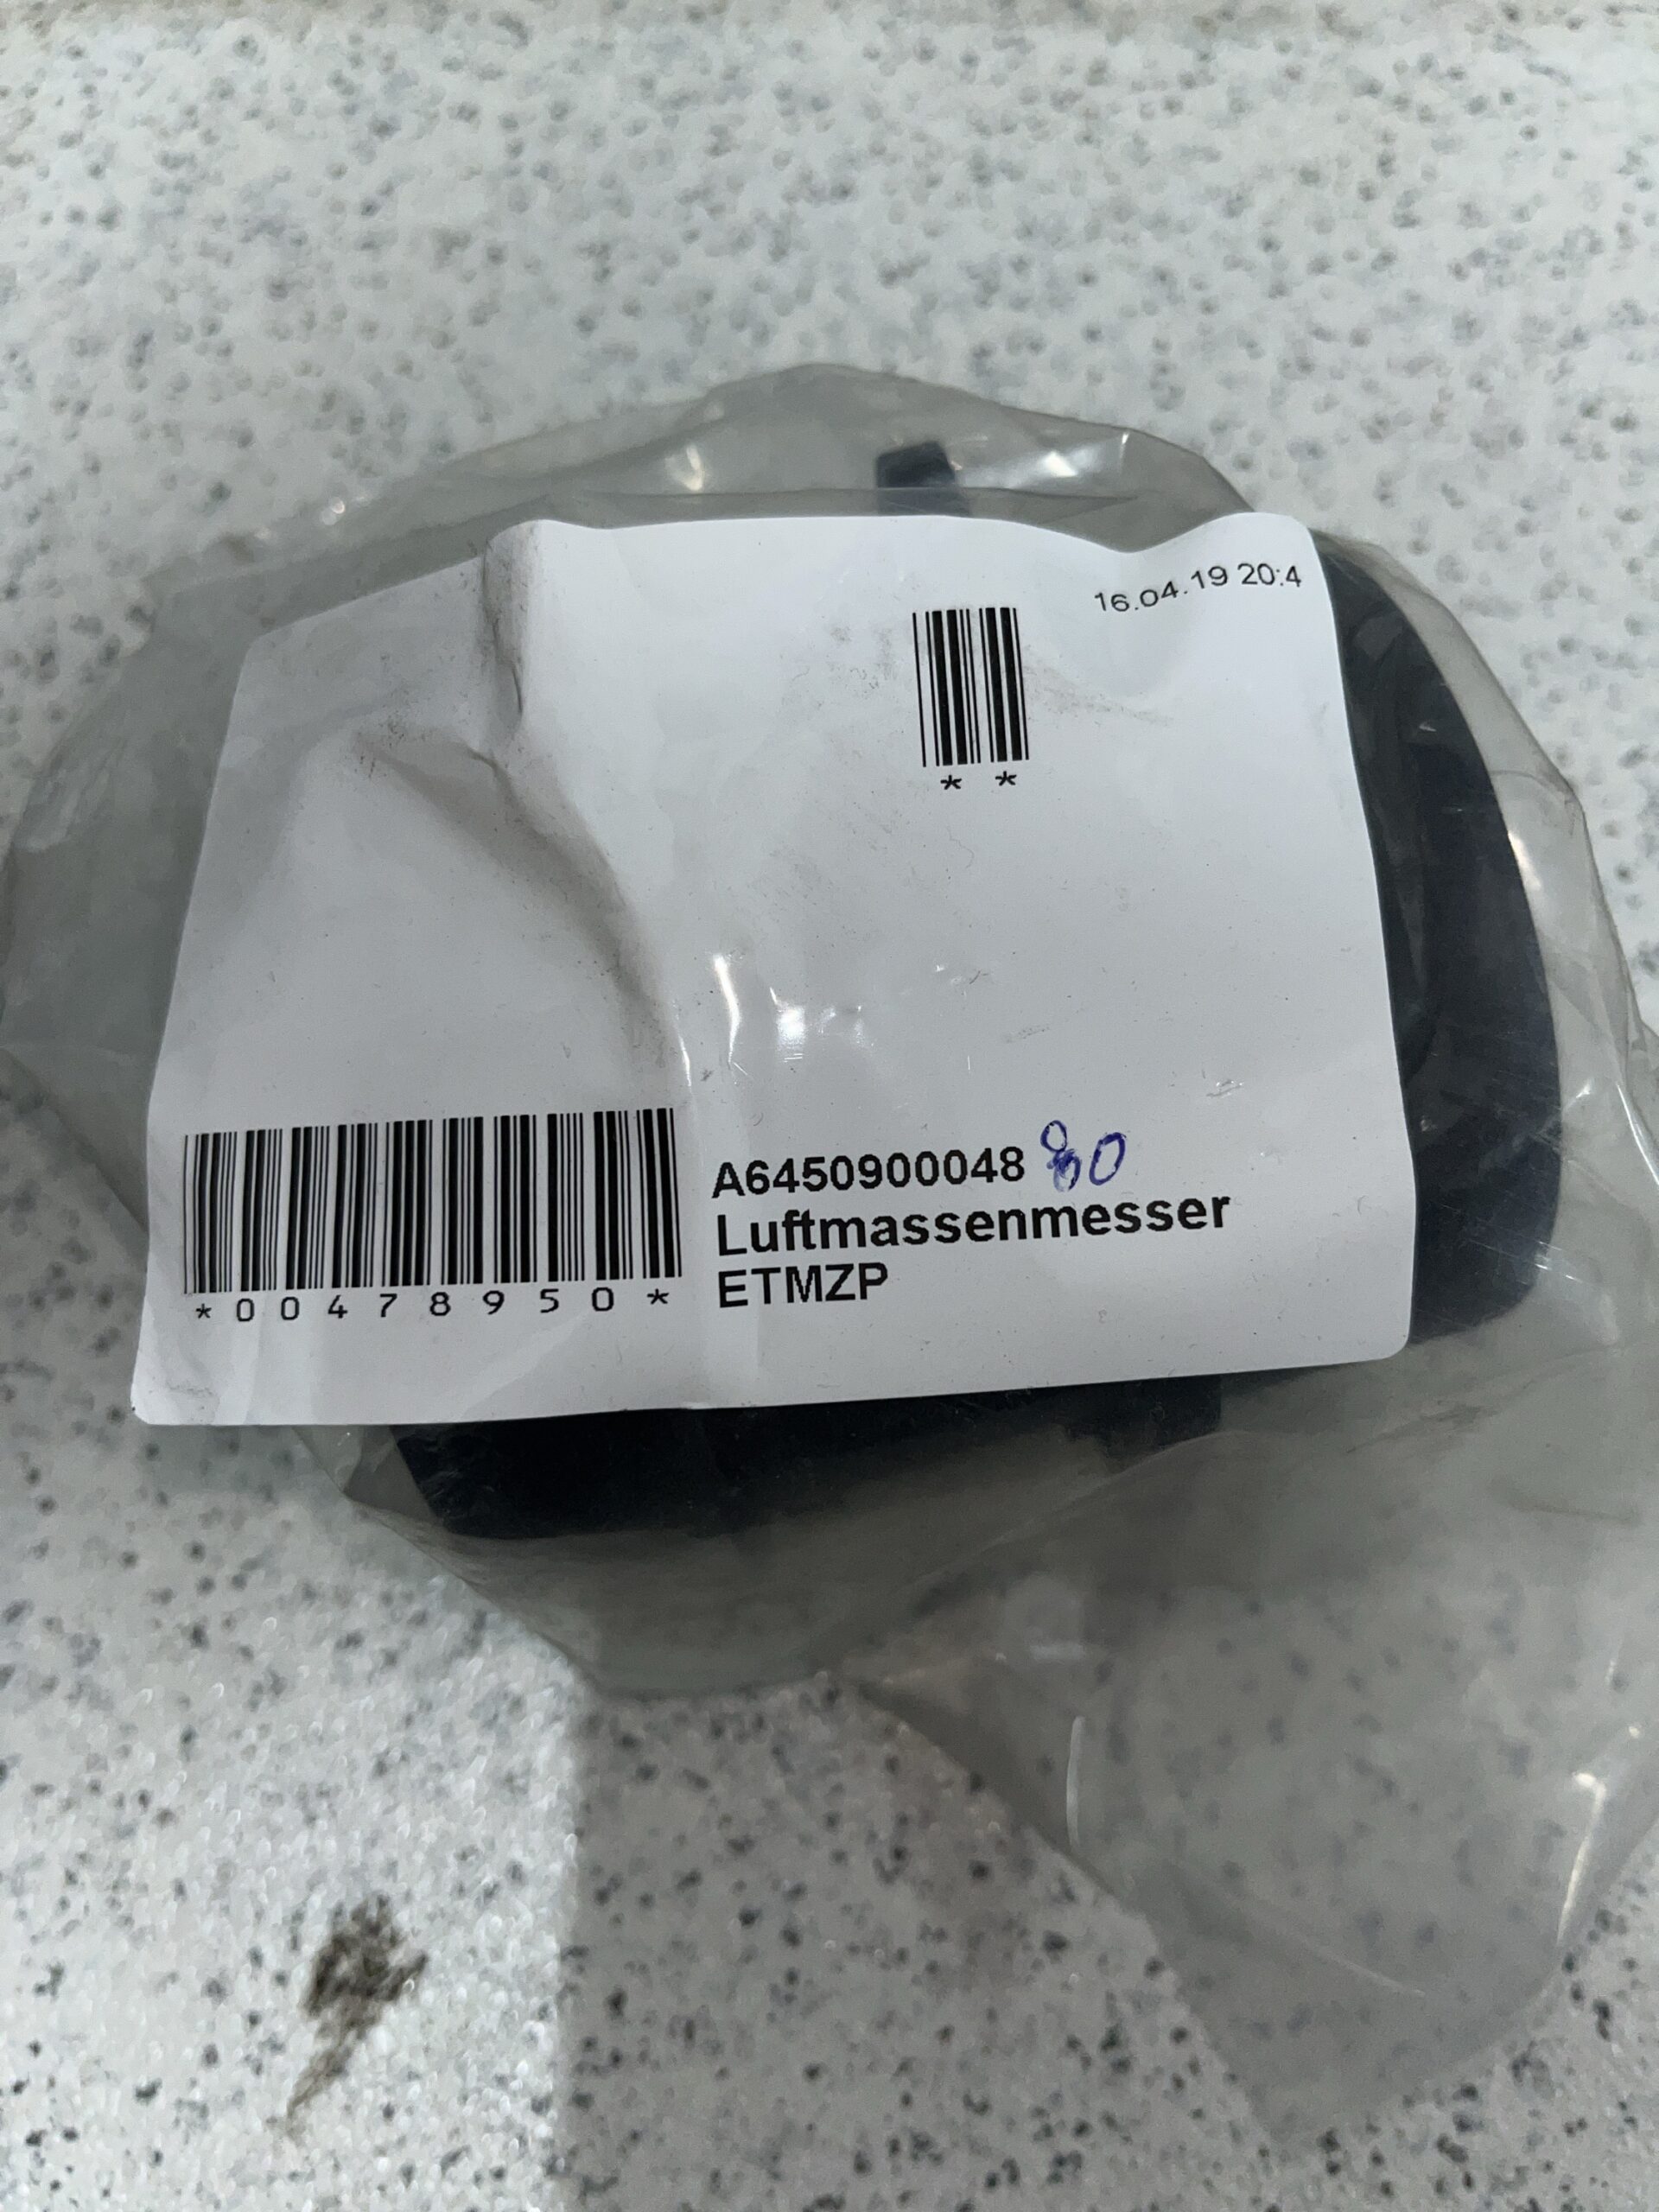 16.04.19 20:4
* *
A6450900048 80
Luftmassenmesser
ETMZP
*00478950*